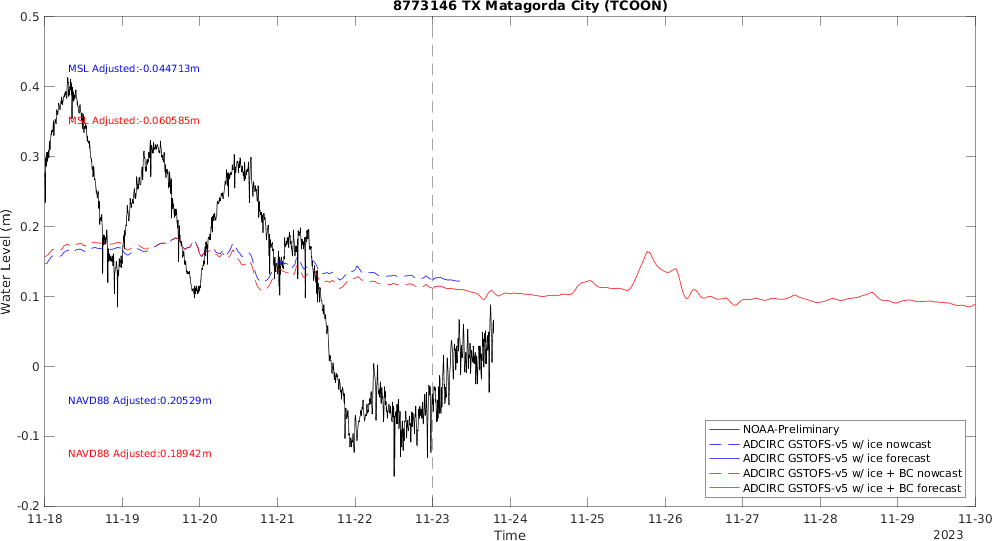 8773146 TX Matagorda City (TCOON)
0.5
0.4
0.3
0.2
0.1
0
-0.1
-0.2
Water Level (m)
MSL Adjusted:-0.044713m
MSL Adjusted:-0.060585m
NAVD88 Adjusted:0.20529m
NAVD88 Adjusted:0.18942m
NOAA-Preliminary
ADCIRC GSTOFS-v5 w/ ice nowcast
ADCIRC GSTOFS-v5 w/ ice forecast
ADCIRC GSTOFS-v5 w/ ice + BC nowcast
ADCIRC GSTOFS-v5 w/ ice + BC forecast
11-18 11-19 11-20 11-21 11-22 11-23 11-24 11-25 11-26 11-27 11-28 11-29 11-30
Time
2023